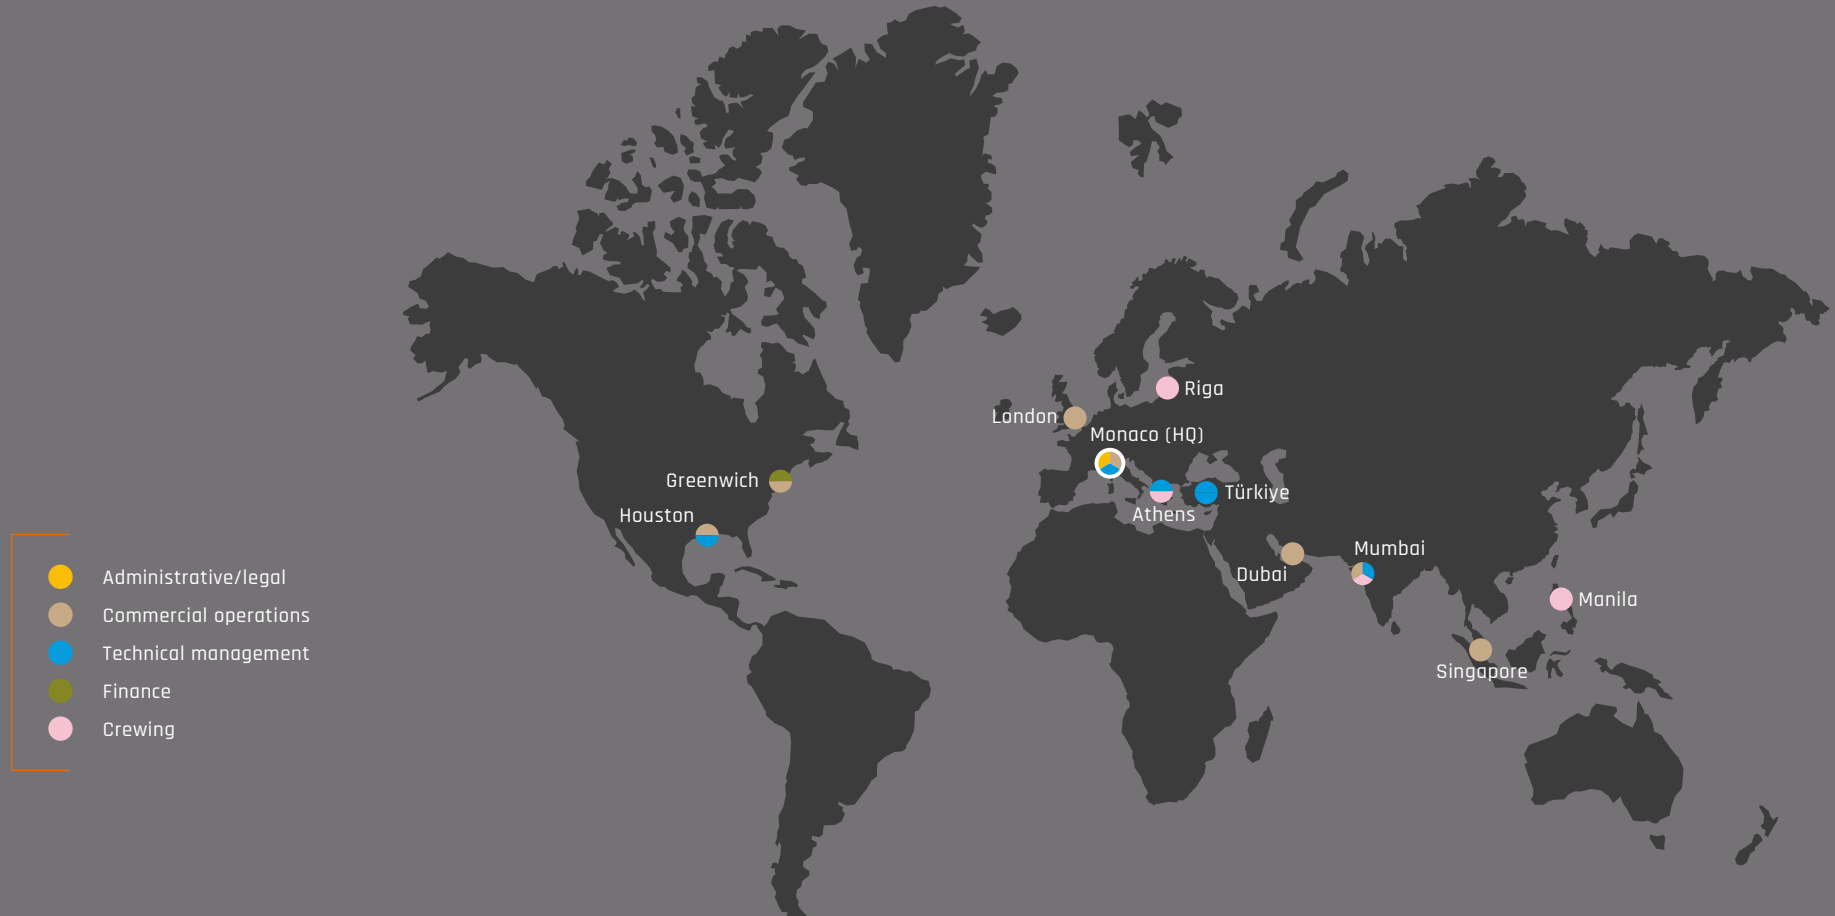 Riga
London
Monaco (HQ)
Greenwich
Türkiye
Athens
Houston
Mumbai
Dubai
Manila
Singapore
Administrative/legal
Commercial operations
Technical management
Finance
Crewing